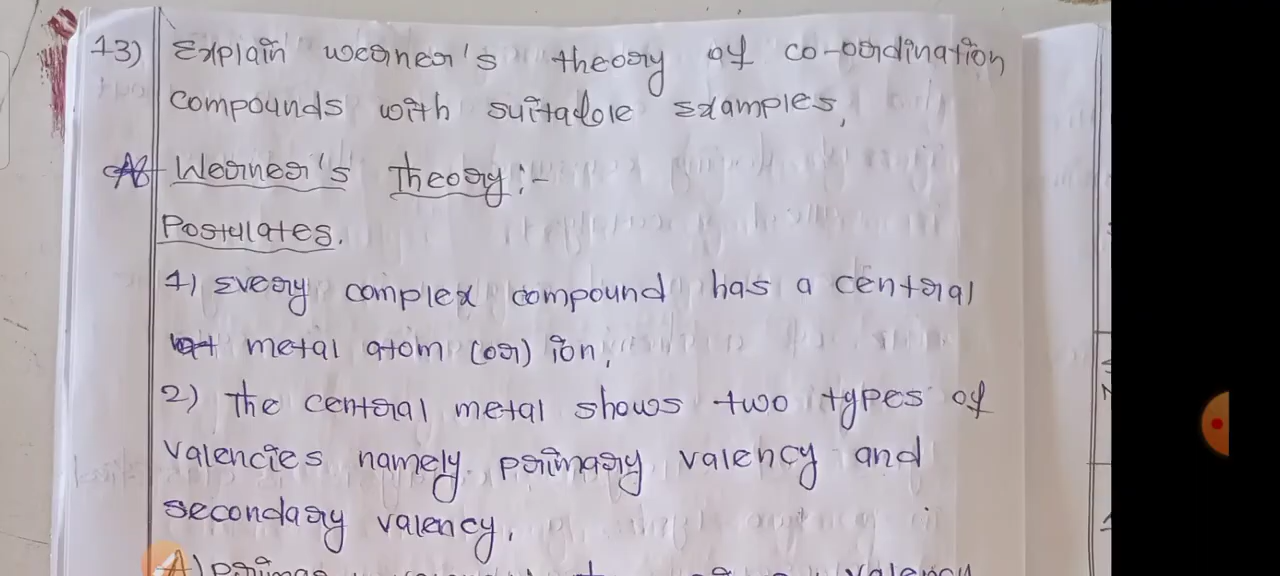 13) Explain werner's theory of co-ordination
compounds with suitable examples,
Werner's Theory:-
Postulates.
1) Every complex compound has a central
metal atom (or) ion,
2) The central metal shows two types of
valencies namely primary valency and
secondary valency.
A) valency